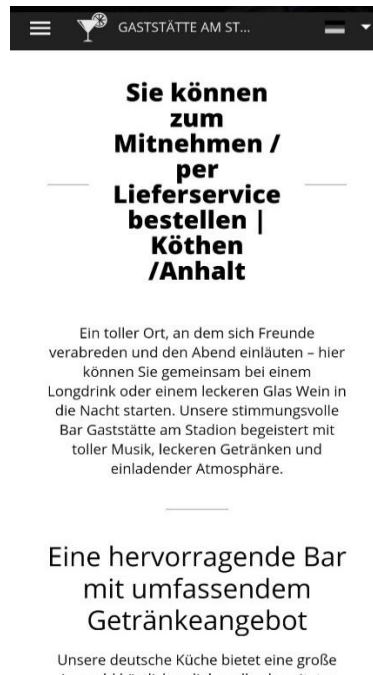 GASTSTÄTTE AM ST...
Sie können
zum
Mitnehmen /
per
Lieferservice
bestellen |
Köthen
/Anhalt
Ein toller Ort, an dem sich Freunde
verabreden und den Abend einläuten – hier
können Sie gemeinsam bei einem
Longdrink oder einem leckeren Glas Wein in
die Nacht starten. Unsere stimmungsvolle
Bar Gaststätte am Stadion begeistert mit
toller Musik, leckeren Getränken und
einladender Atmosphäre.
Eine hervorragende Bar
mit umfassendem
Getränkeangebot
Unsere deutsche Küche bietet eine große